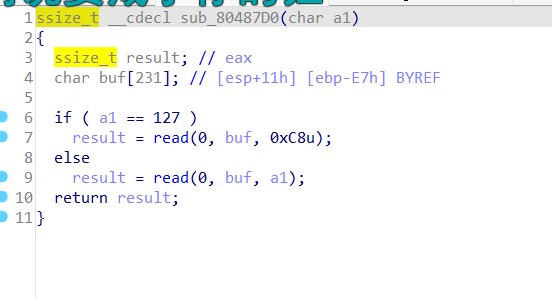 1 ssize_t __cdecl sub_80487D0(char a1)
2 {
3 ssize_t result; // eax
4 char buf[231]; // [esp+11h] [ebp-E7h] BYREF
5
6 if ( a1 == 127 )
7 result = read(0, buf, 0xC8u);
8 else
9 result = read(0, buf, a1);
10 return result;
11 }